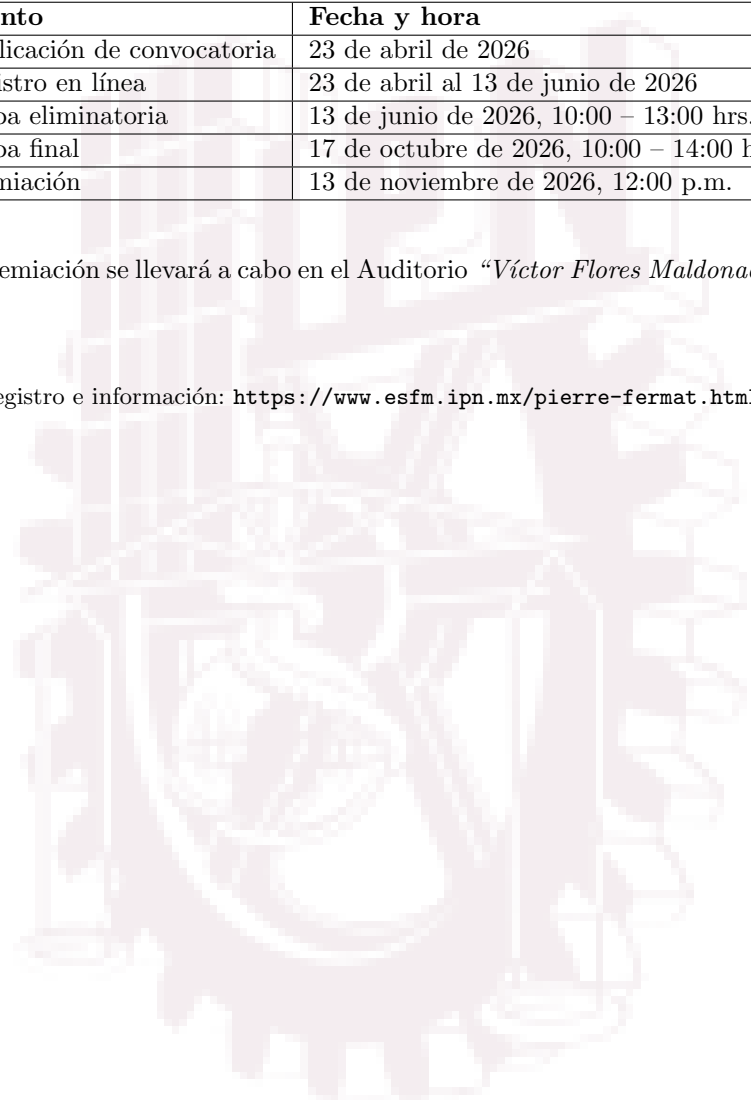 nto Fecha y hora
licación de convocatoria 23 de abril de 2026
istro en línea 23 de abril al 13 de junio de 2026
pa eliminatoria 13 de junio de 2026, 10:00 – 13:00 hrs.
pa final 17 de octubre de 2026, 10:00 – 14:00 h
miación 13 de noviembre de 2026, 12:00 p.m.
emiación se llevará a cabo en el Auditorio “Víctor Flores Maldona
egistro e información: https://www.esfm.ipn.mx/pierre-fermat.html